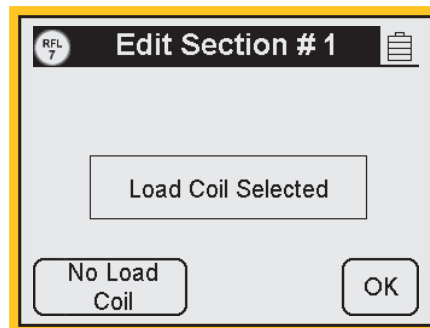 RFL
7
Edit Section # 1
Load Coil Selected
No Load
Coil
OK